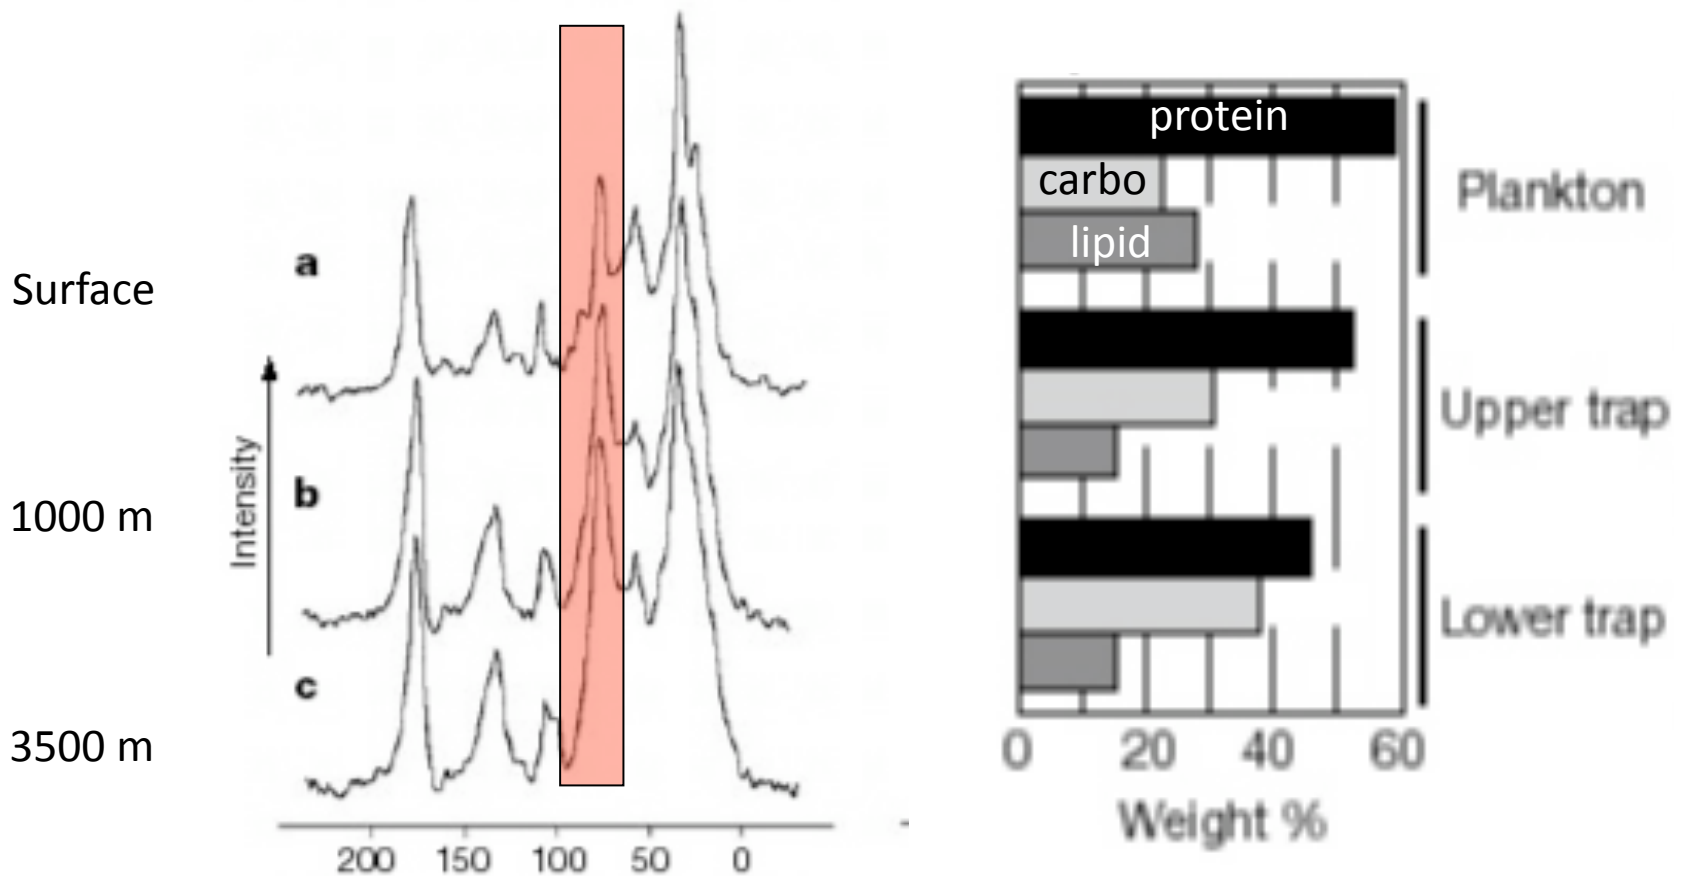 Surface
1000 m
3500 m
Intensity
a
b
c
200 150 100 50 0
protein
carbo
lipid
Plankton
Upper trap
Lower trap
0 20 40 60
Weight %